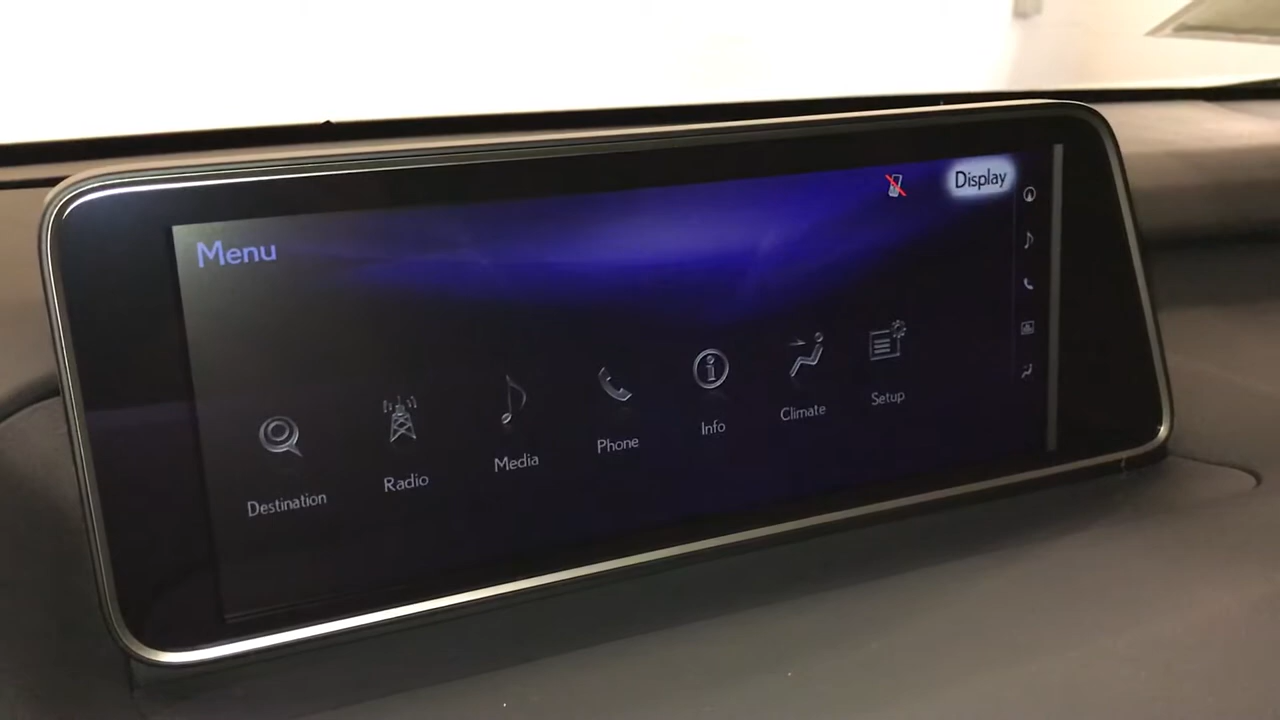 Menu
Display
Destination
Radio
Media
Phone
Info
Climate
Setup